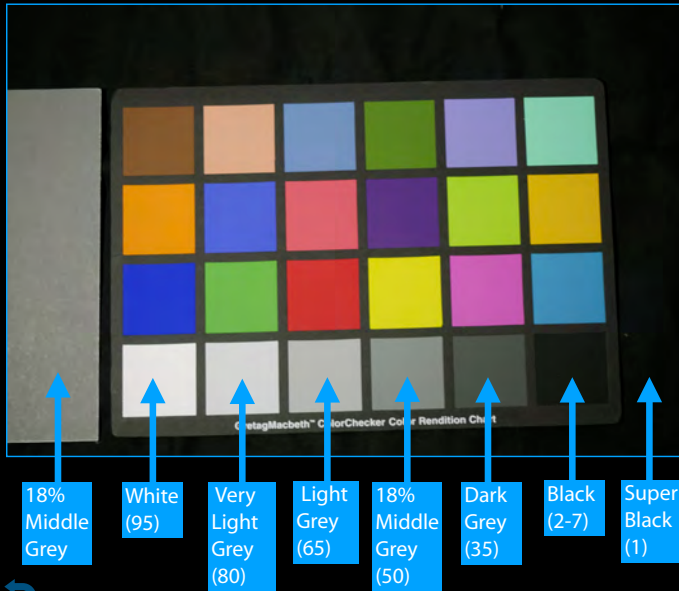 GretagMacbeth™ ColorChecker Color Rendition Chart
18%
Middle
Grey
White
(95)
Very
Light
Grey
(80)
Light
Grey
(65)
18%
Middle
Grey
(50)
Dark
Grey
(35)
Black
(2-7)
Super
Black
(1)